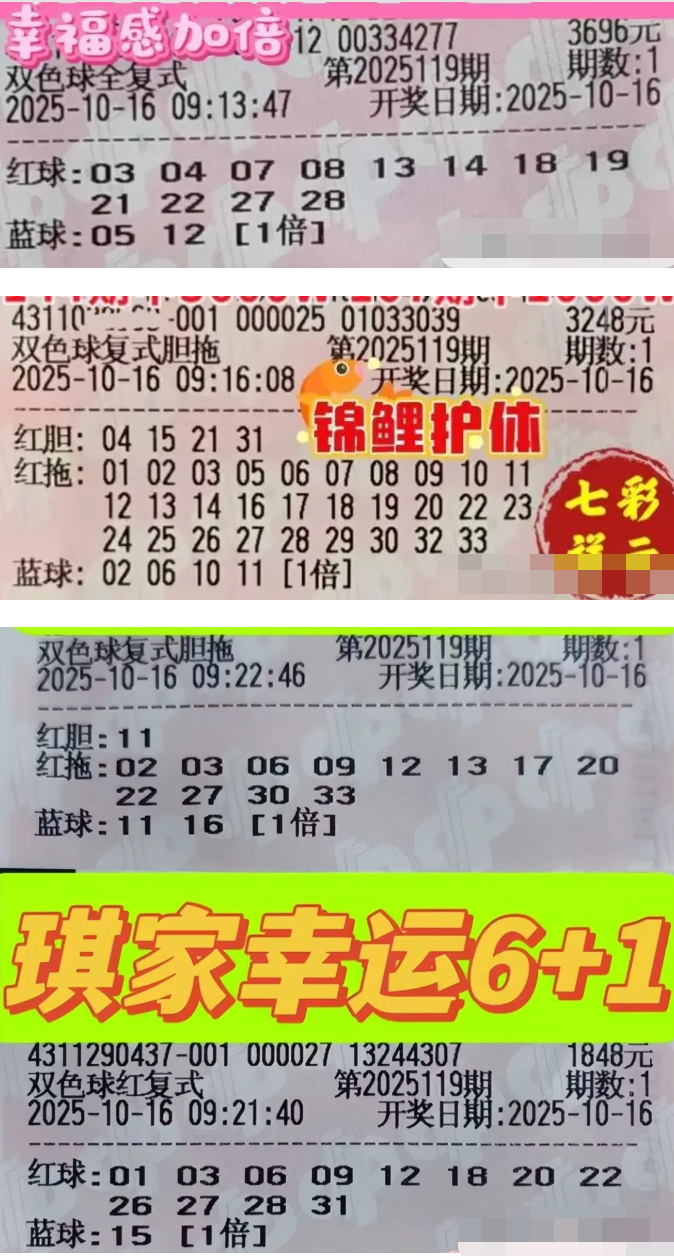 幸福感加倍
12 00334277 3696元
双色球全复式 第2025119期 期数:1
2025-10-16 09:13:47 开奖日期:2025-10-16
红球:03 04 07 08 13 14 18 19
21 22 27 28
蓝球:05 12 [1倍]
-001 000025 01033039 3248元
双色球复式胆拖 第2025119期 期数:1
2025-10-16 09:16:08 开奖日期:2025-10-16
锦鲤护体
红胆: 04 15 21 31
红拖: 01 02 03 05 06 07 08 09 10 11
12 13 14 16 17 18 19 20 22 23
24 25 26 27 28 29 30 32 33
蓝球: 02 06 10 11 [1倍]
七彩
双色球复式胆拖 第2025119期 期数:1
2025-10-16 09:22:46 开奖日期:2025-10-16
红胆:11
红拖:02 03 06 09 12 13 17 20
22 27 30 33
蓝球:11 16 [1倍]
琪家幸运6+1
4311290437-001 000027 13244307 1848元
双色球红复式 第2025119期 期数:1
2025-10-16 09:21:40 开奖日期:2025-10-16
红球:01 03 06 09 12 18 20 22
26 27 28 31
蓝球:15 [1倍]